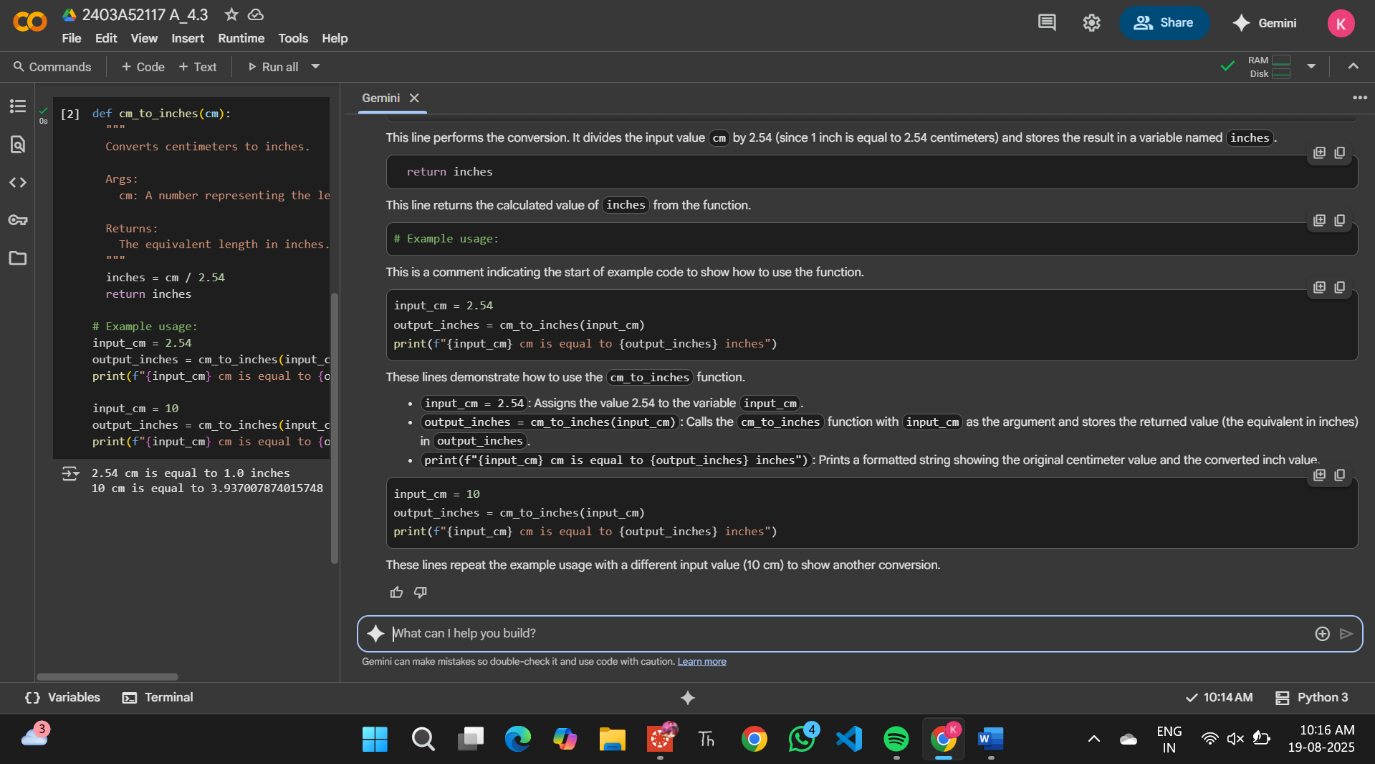 2403A52117 A_4.3
File Edit View Insert Runtime Tools Help
Share
Gemini
K
Commands
+ Code + Text
Run all
RAM
Disk
0s
[2] def cm_to_inches(cm):
"""
Converts centimeters to inches.
Args:
cm: A number representing the le
Returns:
The equivalent length in inches.
"""
inches = cm / 2.54
return inches
# Example usage:
input_cm = 2.54
output_inches = cm_to_inches(input_c
print(f"{input_cm} cm is equal to {o
input_cm = 10
output_inches = cm_to_inches(input_c
print(f"{input_cm} cm is equal to {o
2.54 cm is equal to 1.0 inches
10 cm is equal to 3.937007874015748
Gemini
This line performs the conversion. It divides the input value cm by 2.54 (since 1 inch is equal to 2.54 centimeters) and stores the result in a variable named inches .
return inches
This line returns the calculated value of inches from the function.
# Example usage:
This is a comment indicating the start of example code to show how to use the function.
input_cm = 2.54
output_inches = cm_to_inches(input_cm)
print(f"{input_cm} cm is equal to {output_inches} inches")
These lines demonstrate how to use the cm_to_inches function.
• input_cm = 2.54 : Assigns the value 2.54 to the variable input_cm .
• output_inches = cm_to_inches(input_cm) : Calls the cm_to_inches function with input_cm as the argument and stores the returned value (the equivalent in inches)
in output_inches .
• print(f"{input_cm} cm is equal to {output_inches} inches") : Prints a formatted string showing the original centimeter value and the converted inch value.
input_cm = 10
output_inches = cm_to_inches(input_cm)
print(f"{input_cm} cm is equal to {output_inches} inches")
These lines repeat the example usage with a different input value (10 cm) to show another conversion.
What can I help you build?
Gemini can make mistakes so double-check it and use code with caution. Learn more
Variables
Terminal
10:14 AM
Python 3
3
Th
4
K
W
ENG
IN
10:16 AM
19-08-2025